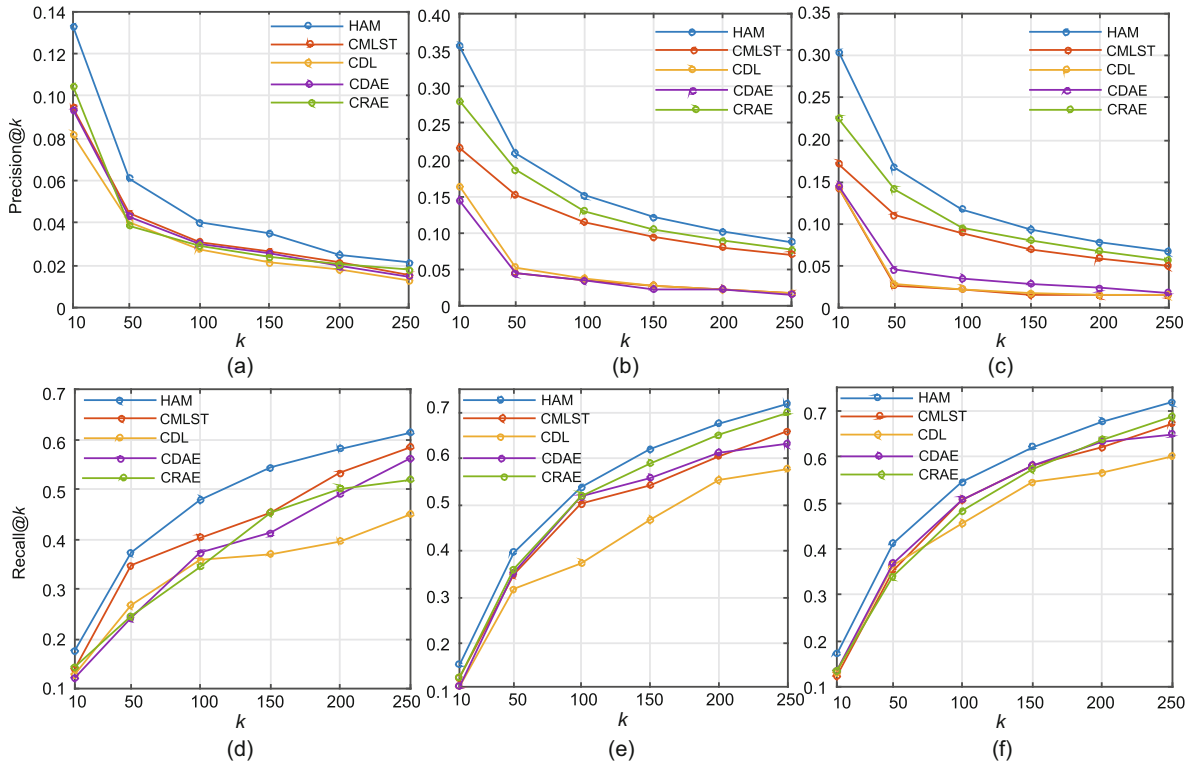 0.14
0.12
0.10
0.08
0.06
0.04
0.02
0
Precision@k
10 50 100 150 200 250
k
(a)
HAM
CMLST
CDL
CDAE
CRAE
0.40
0.35
0.30
0.25
0.20
0.15
0.10
0.05
0
10 50 100 150 200 250
k
(b)
HAM
CMLST
CDL
CDAE
CRAE
0.35
0.30
0.25
0.20
0.15
0.10
0.05
0
10 50 100 150 200 250
k
(c)
HAM
CMLST
CDL
CDAE
CRAE
0.7
0.6
0.5
0.4
0.3
0.2
0.1
Recall@k
10 50 100 150 200 250
k
(d)
HAM
CMLST
CDL
CDAE
CRAE
0.7
0.6
0.5
0.4
0.3
0.2
0.1
10 50 100 150 200 250
k
(e)
HAM
CMLST
CDL
CDAE
CRAE
0.7
0.6
0.5
0.4
0.3
0.2
0.1
10 50 100 150 200 250
k
(f)
HAM
CMLST
CDL
CDAE
CRAE